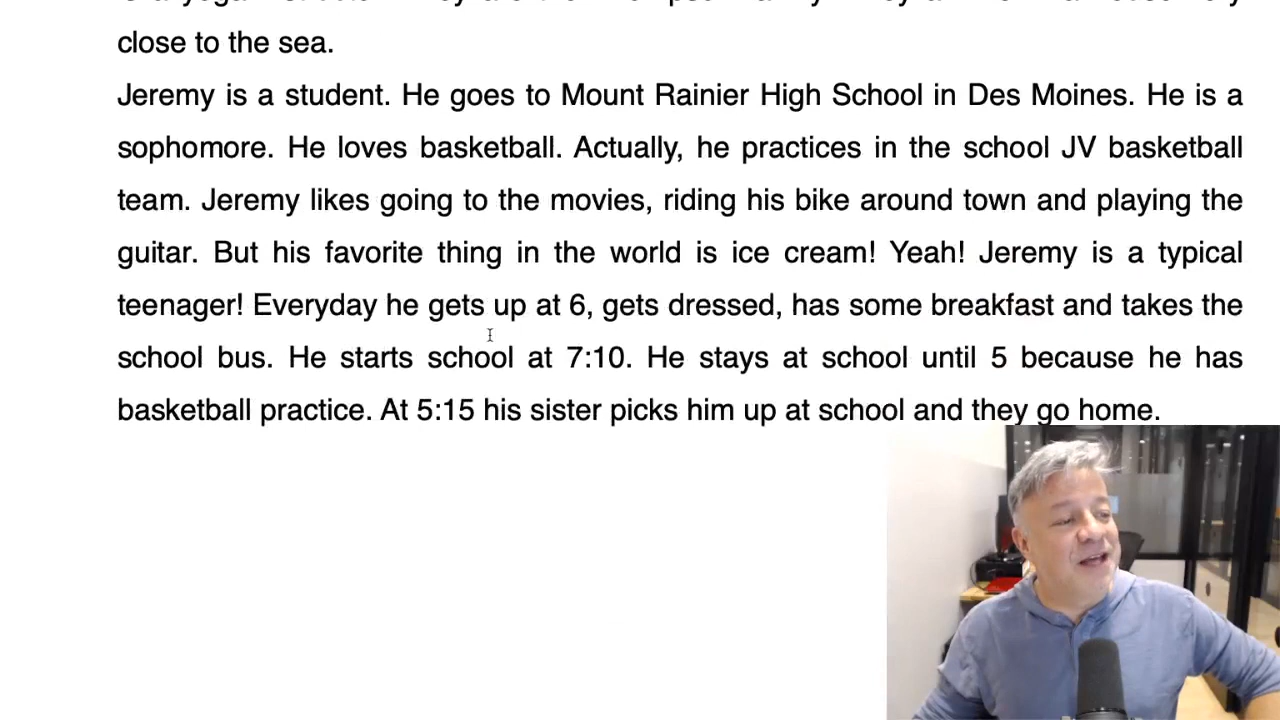 close to the sea.
Jeremy is a student. He goes to Mount Rainier High School in Des Moines. He is a
sophomore. He loves basketball. Actually, he practices in the school JV basketball
team. Jeremy likes going to the movies, riding his bike around town and playing the
guitar. But his favorite thing in the world is ice cream! Yeah! Jeremy is a typical
teenager! Everyday he gets up at 6, gets dressed, has some breakfast and takes the
school bus. He starts school at 7:10. He stays at school until 5 because he has
basketball practice. At 5:15 his sister picks him up at school and they go home.